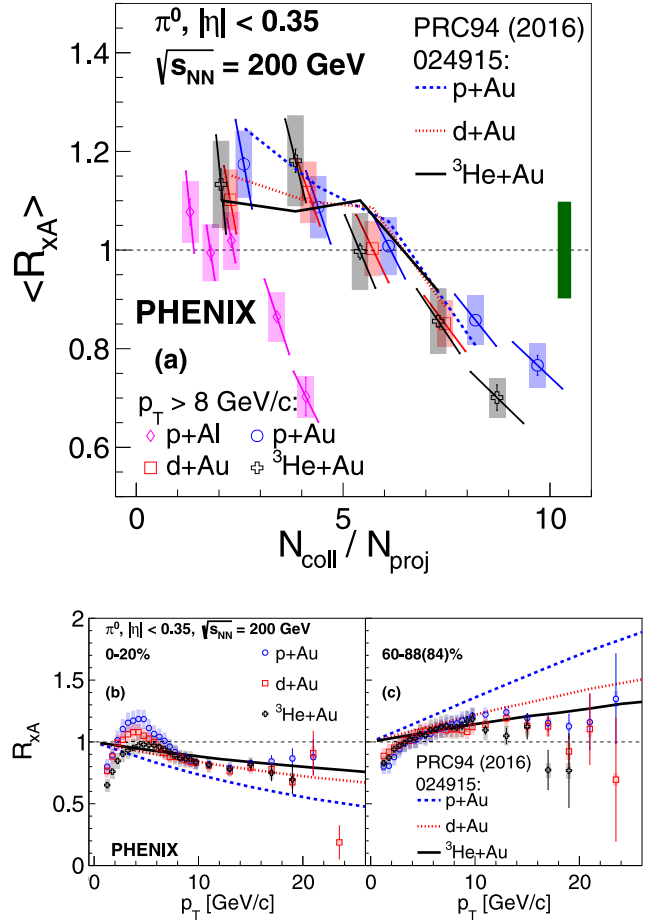 π⁰, |η| < 0.35
√sNN = 200 GeV
PRC94 (2016)
024915:
p+Au
d+Au
³He+Au
<RxA>
1.4
1.2
1
0.8
0.6
PHENIX
(a)
pT > 8 GeV/c:
p+Al
p+Au
d+Au
³He+Au
0
5
10
Ncoll / Nproj
RxA
2
1.5
1
0.5
0
π⁰, |η| < 0.35, √sNN = 200 GeV
0-20%
p+Au
(b)
d+Au
³He+Au
PHENIX
0
10
20
pT [GeV/c]
60-88(84)%
(c)
PRC94 (2016)
024915:
p+Au
d+Au
³He+Au
0
10
20
pT [GeV/c]